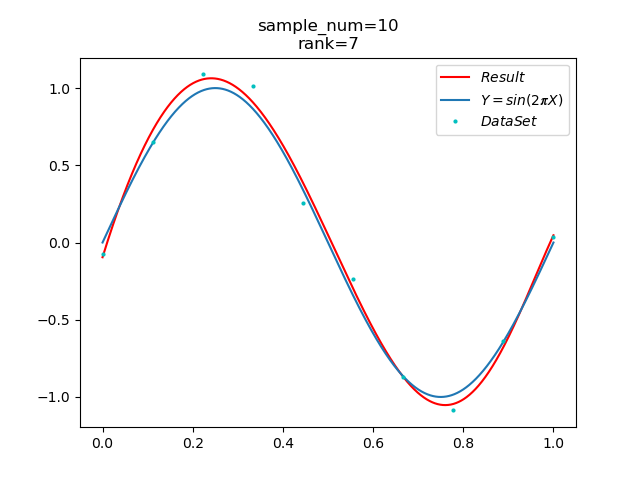 sample_num=10
rank=7
Result
Y = sin(2πX)
DataSet
1.0
0.5
0.0
−0.5
−1.0
0.0 0.2 0.4 0.6 0.8 1.0